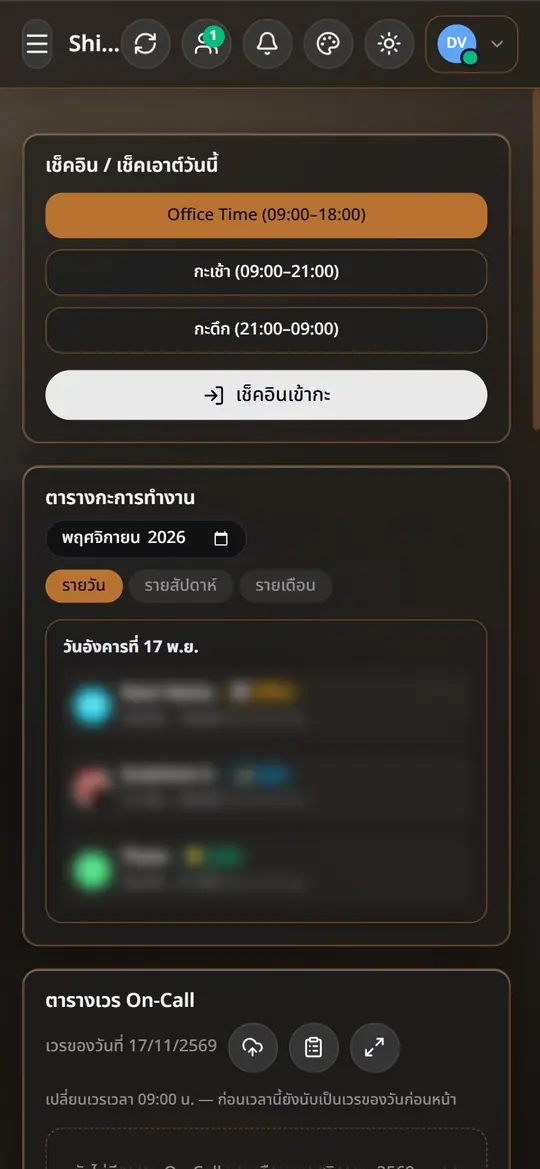 Shi...
1
DV
เช็คอิน / เช็คเอาต์วันนี้
Office Time (09:00–18:00)
กะเช้า (09:00–21:00)
กะดึก (21:00–09:00)
เช็คอินเข้ากะ
ตารางกะการทำงาน
พฤศจิกายน 2026
รายวัน รายสัปดาห์ รายเดือน
วันอังคารที่ 17 พ.ย.
ตารางเวร On-Call
เวรของวันที่ 17/11/2569
เปลี่ยนเวรเวลา 09:00 น. — ก่อนเวลานี้ยังนับเป็นเวรของวันก่อนหน้า